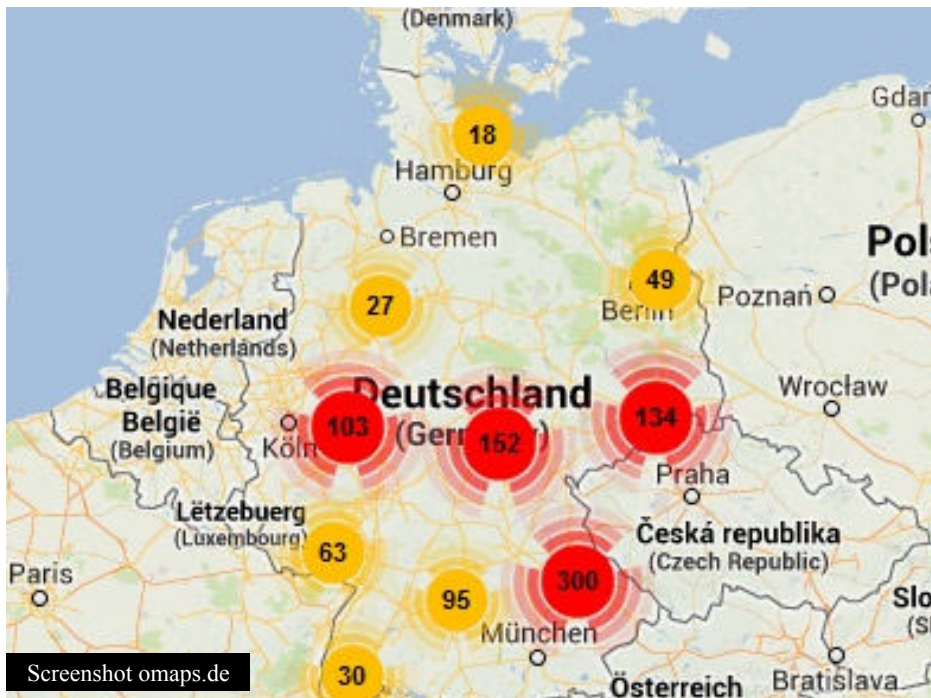 (Denmark)
Gdań
18
Hamburg
Bremen
Pols
(Pola
49
Berlin
Poznań
27
Nederland
(Netherlands)
Belgique
België
(Belgium)
Deutschland
Wrocław
103
152
134
Köln
Praha
Lëtzebuerg
(Luxembourg)
Česká republika
(Czech Republic)
63
Paris
95
300
Slo
München
30
Österreich
Bratislava
Screenshot omaps.de